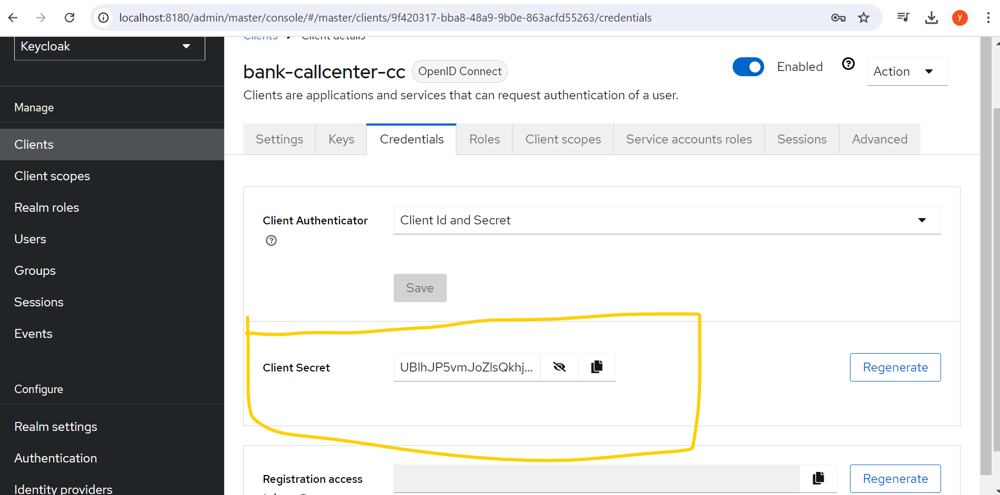 localhost:8180/admin/master/console/#/master/clients/9f420317-bba8-48a9-9b0e-863acfd55263/credentials
y
Keycloak
Manage
Clients
Client scopes
Realm roles
Users
Groups
Sessions
Events
Configure
Realm settings
Authentication
Identity providers
Clients > Client details
bank-callcenter-cc OpenID Connect
Enabled
Action
Clients are applications and services that can request authentication of a user.
Settings Keys Credentials Roles Client scopes Service accounts roles Sessions Advanced
Client Authenticator Client Id and Secret
Save
Client Secret UBlhJP5vmJoZlsQkhj... Regenerate
Registration access Regenerate